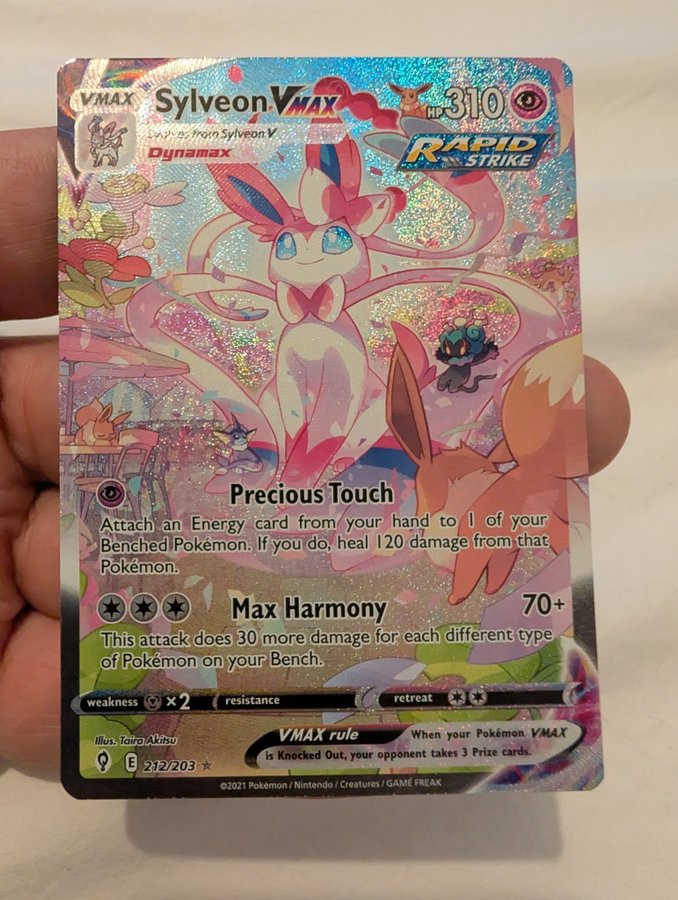 VMAX
Sylveon VMAX
HP 310
from Sylveon V
Dynamax
RAPID
STRIKE
Precious Touch
Attach an Energy card from your hand to 1 of your
Benched Pokémon. If you do, heal 120 damage from that
Pokémon.
Max Harmony 70+
This attack does 30 more damage for each different type
of Pokémon on your Bench.
weakness ×2 resistance retreat
Illus. Taira Akitsu
E 212/203
VMAX rule When your Pokémon VMAX
is Knocked Out, your opponent takes 3 Prize cards.
©2021 Pokémon / Nintendo / Creatures / GAME FREAK